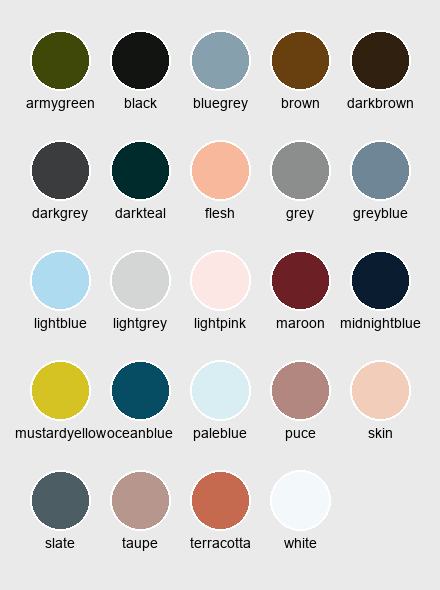 armygreen black bluegrey brown darkbrown
darkgrey darkteal flesh grey greyblue
lightblue lightgrey lightpink maroon midnightblue
mustardyellow oceanblue paleblue puce skin
slate taupe terracotta white